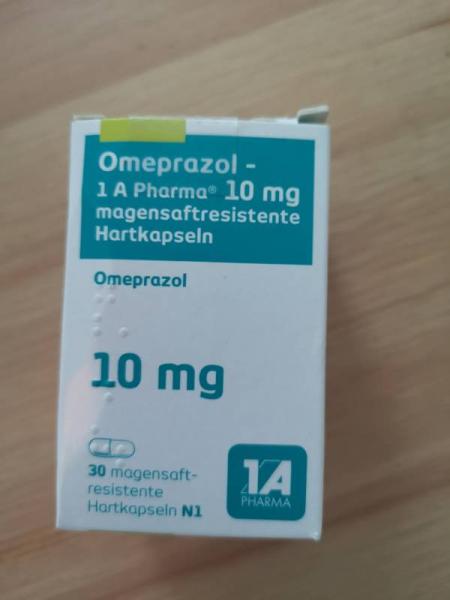 Omeprazol -
1 A Pharma® 10 mg
magensaftresistente
Hartkapseln
Omeprazol
10 mg
30 magensaft-
resistente
Hartkapseln N1
1A
PHARMA